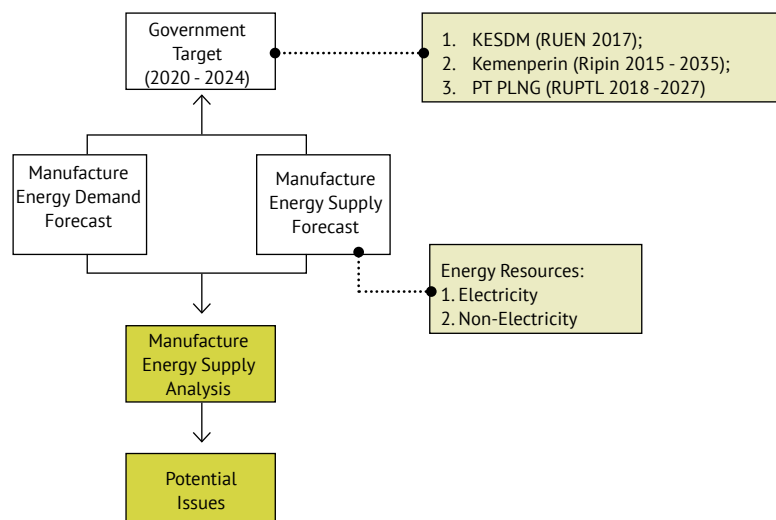 Government
Target
(2020 - 2024)
1. KESDM (RUEN 2017);
2. Kemenperin (Ripin 2015 - 2035);
3. PT PLNG (RUPTL 2018 -2027)
Manufacture
Energy Demand
Forecast
Manufacture
Energy Supply
Forecast
Energy Resources:
1. Electricity
2. Non-Electricity
Manufacture
Energy Supply
Analysis
Potential
Issues